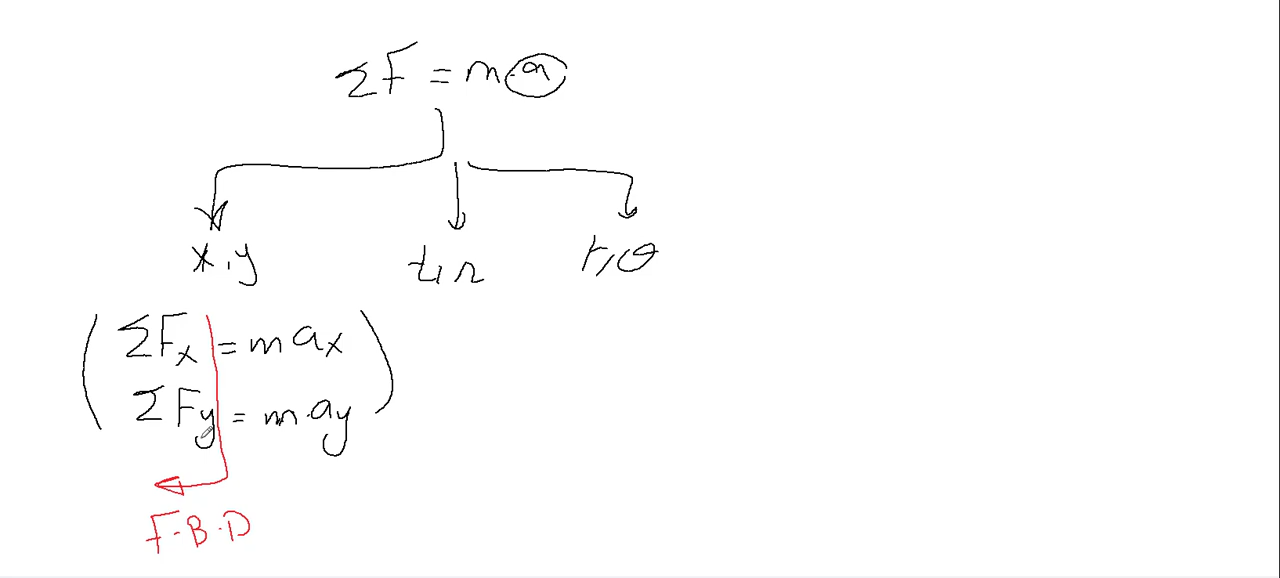 ΣF = m.a
x,y t,n r,θ
ΣFx = m ax
ΣFy = m.ay
F.B.D